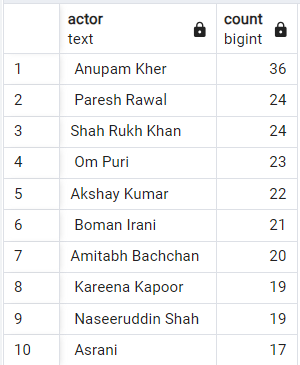 actor count
text bigint
1 Anupam Kher 36
2 Paresh Rawal 24
3 Shah Rukh Khan 24
4 Om Puri 23
5 Akshay Kumar 22
6 Boman Irani 21
7 Amitabh Bachchan 20
8 Kareena Kapoor 19
9 Naseeruddin Shah 19
10 Asrani 17